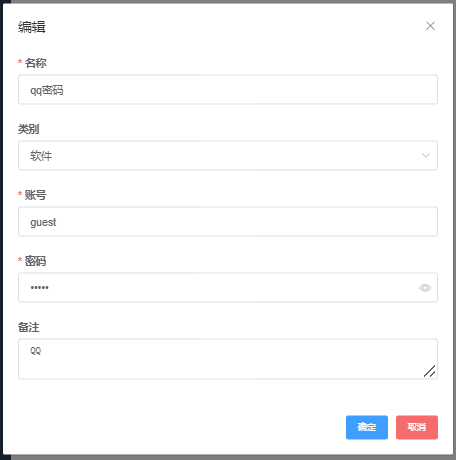 编辑
* 名称
qq密码
类别
软件
* 账号
guest
* 密码
•••••
备注
QQ
确定 取消